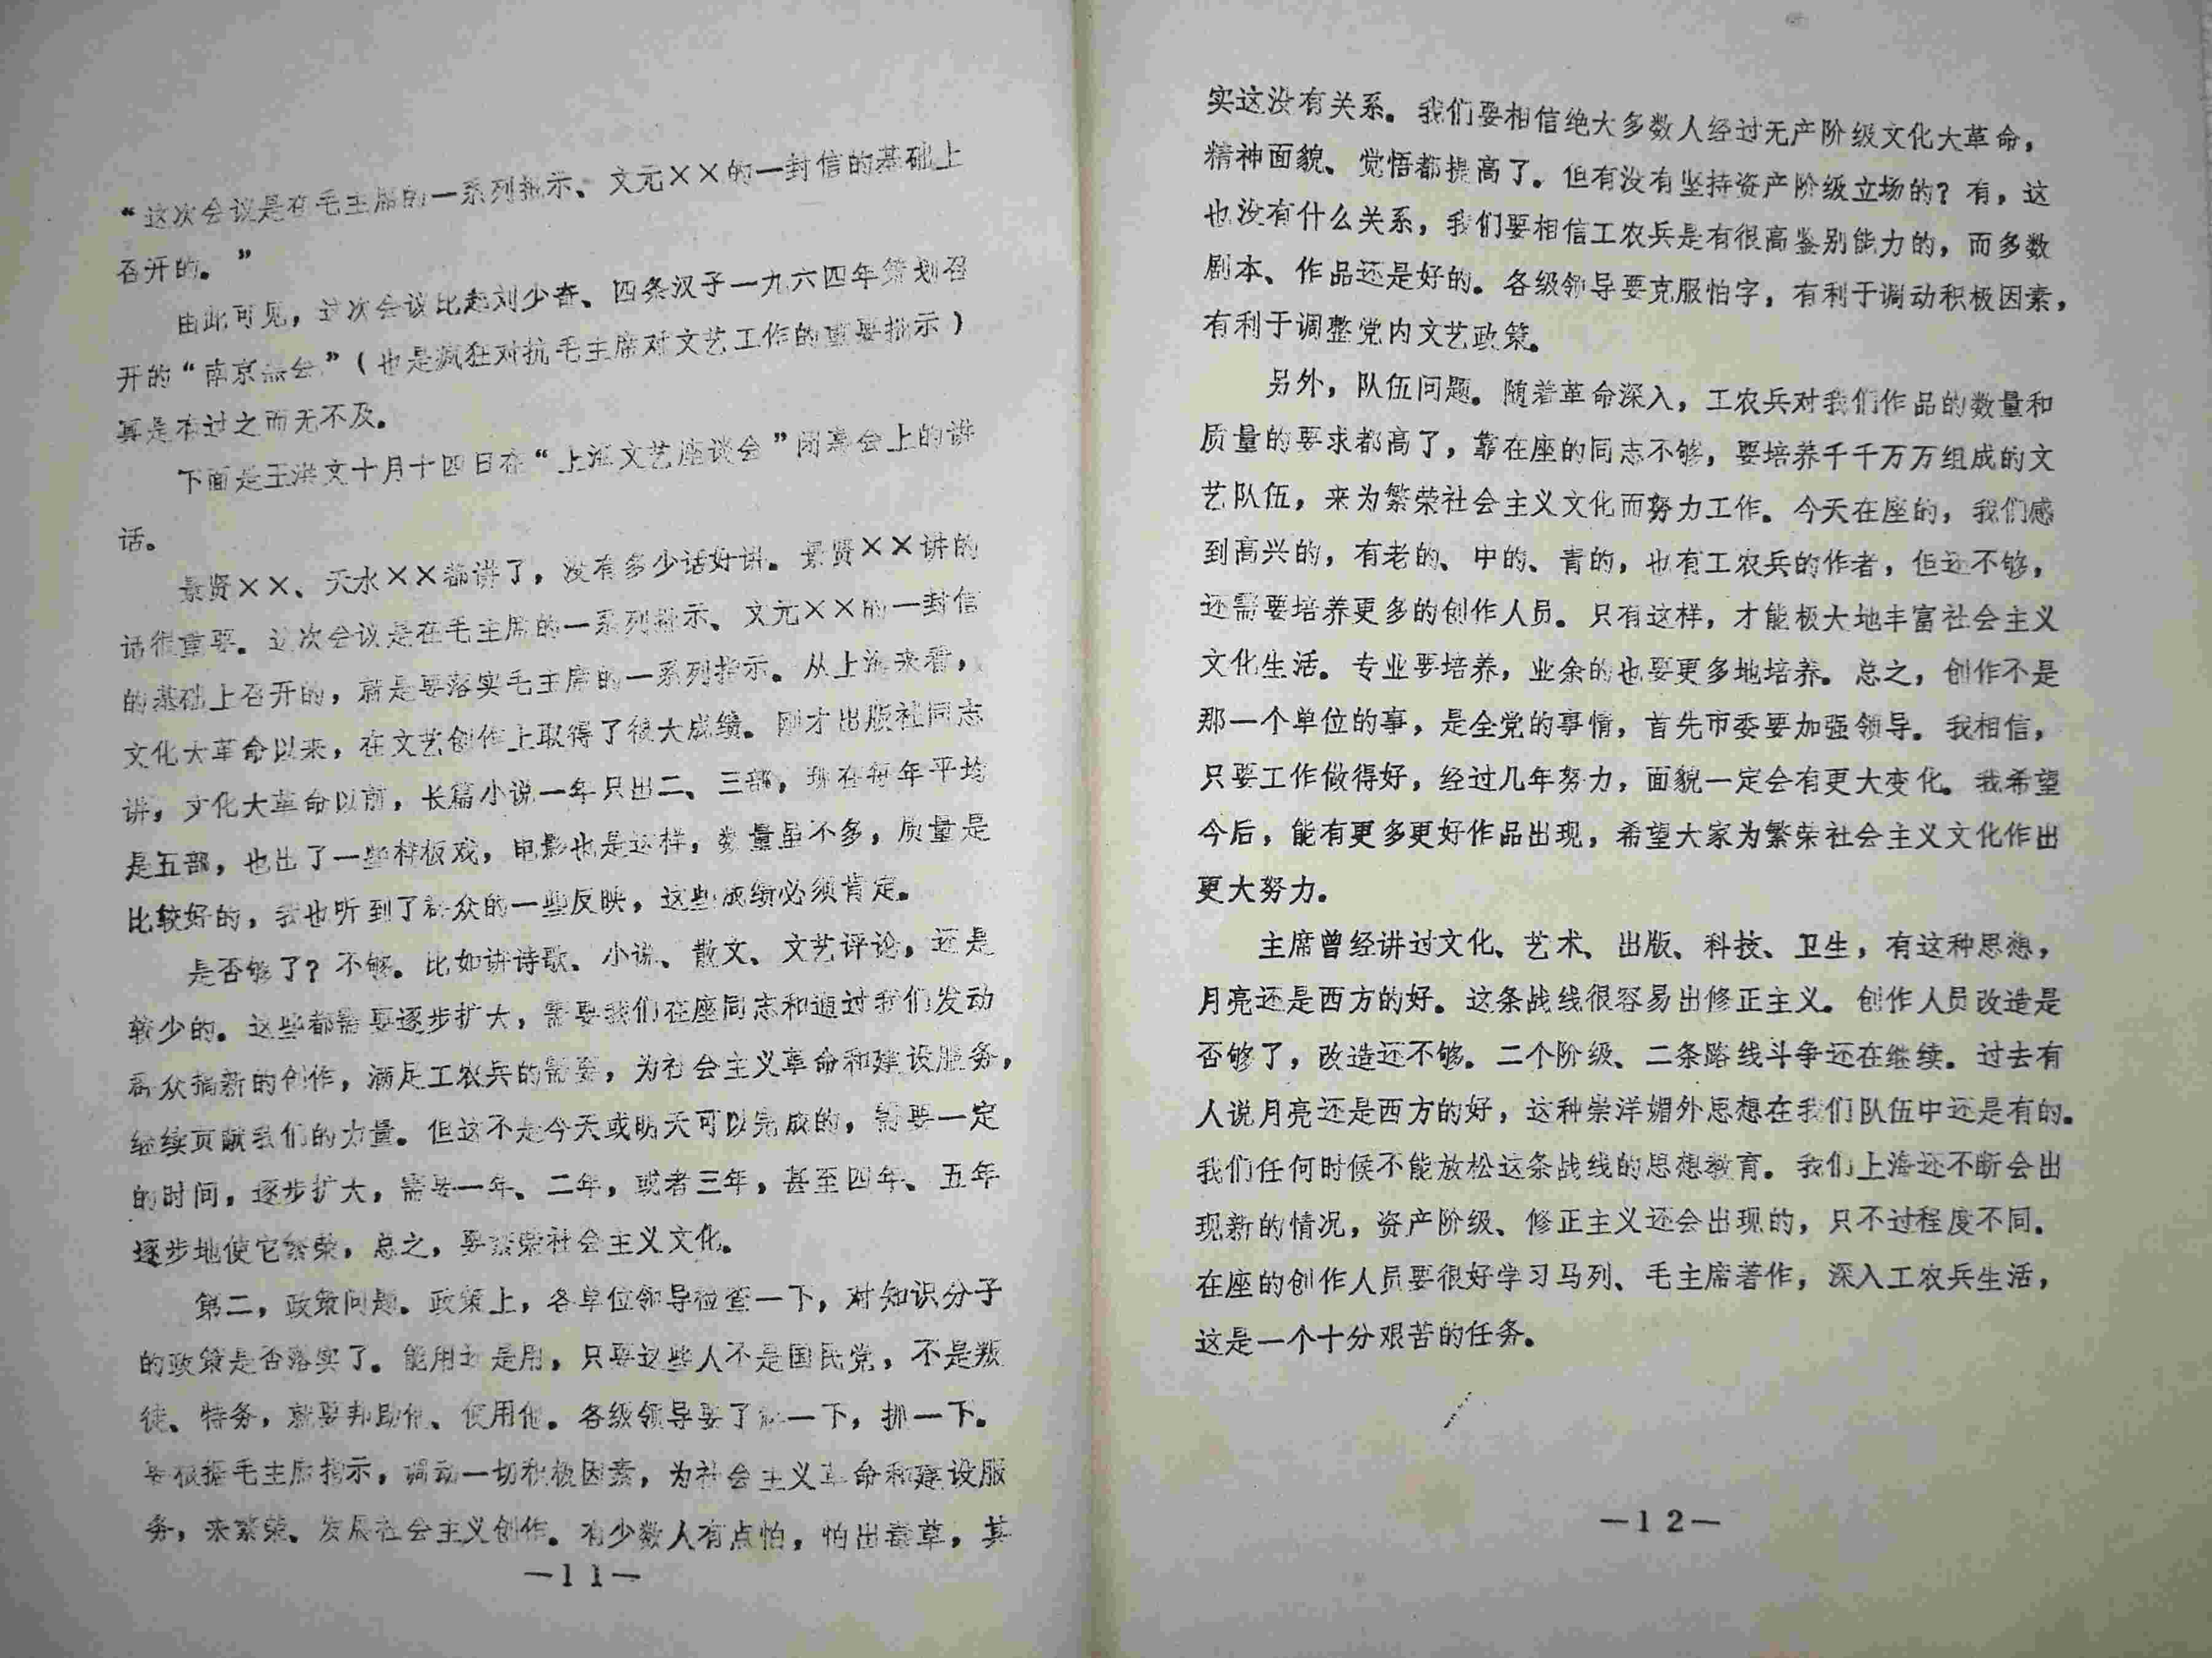 “这次会议是在毛主席的一系列批示、文元××的一封信的基础上
召开的。”
由此可见，这次会议比起刘少奇、四条汉子一九六四年策划召
开的“南京黑会”（也是疯狂对抗毛主席对文艺工作的重要批示）
真是有过之而无不及。
下面是王洪文十月十四日在“上海文艺座谈会”闭幕会上的讲
话。
景贤××、天水××都讲了，没有多少话好讲。景贤××讲的
话很重要。这次会议是在毛主席的一系列批示、文元××的一封信
的基础上召开的，就是要落实毛主席的一系列指示。从上海来看，
文化大革命以来，在文艺创作上取得了很大成绩。刚才出版社同志
讲，文化大革命以前，长篇小说一年只出二、三部，现在每年平均
是五部，也出了一些样板戏，电影也是这样，数量虽不多，质量是
比较好的，我也听到了群众的一些反映，这些成绩必须肯定。
是否够了？不够。比如讲诗歌、小说、散文、文艺评论，还是
较少的。这些都需要逐步扩大，需要我们在座同志和通过我们发动
群众搞新的创作，满足工农兵的需要，为社会主义革命和建设服务，
继续贡献我们的力量。但这不是今天或明天可以完成的，需要一定
的时间，逐步扩大，需要一年、二年，或者三年，甚至四年、五年
逐步地使它繁荣，总之，要繁荣社会主义文化。
第二，政策问题。政策上，各单位领导检查一下，对知识分子
的政策是否落实了。能用还是用，只要这些人不是国民党，不是叛
徒、特务，就要邦助他、使用他。各级领导要了解一下，抓一下。
要根据毛主席指示，调动一切积极因素，为社会主义革命和建设服
务，来繁荣、发展社会主义创作。有少数人有点怕，怕出毒草，其
—11—
实这没有关系。我们要相信绝大多数人经过无产阶级文化大革命，
精神面貌、觉悟都提高了。但有没有坚持资产阶级立场的？有，这
也没有什么关系，我们要相信工农兵是有很高鉴别能力的，而多数
剧本、作品还是好的。各级领导要克服怕字，有利于调动积极因素，
有利于调整党内文艺政策。
另外，队伍问题。随着革命深入，工农兵对我们作品的数量和
质量的要求都高了，靠在座的同志不够，要培养千千万万组成的文
艺队伍，来为繁荣社会主义文化而努力工作。今天在座的，我们感
到高兴的，有老的、中的、青的，也有工农兵的作者，但还不够，
还需要培养更多的创作人员。只有这样，才能极大地丰富社会主义
文化生活。专业要培养，业余的也要更多地培养。总之，创作不是
那一个单位的事，是全党的事情，首先市委要加强领导。我相信，
只要工作做得好，经过几年努力，面貌一定会有更大变化。我希望
今后，能有更多更好作品出现，希望大家为繁荣社会主义文化作出
更大努力。
主席曾经讲过文化、艺术、出版、科技、卫生，有这种思想，
月亮还是西方的好。这条战线很容易出修正主义。创作人员改造是
否够了，改造还不够。二个阶级、二条路线斗争还在继续。过去有
人说月亮还是西方的好，这种崇洋媚外思想在我们队伍中还是有的。
我们任何时候不能放松这条战线的思想教育。我们上海还不断会出
现新的情况，资产阶级、修正主义还会出现的，只不过程度不同。
在座的创作人员要很好学习马列、毛主席著作，深入工农兵生活，
这是一个十分艰苦的任务。
—12—